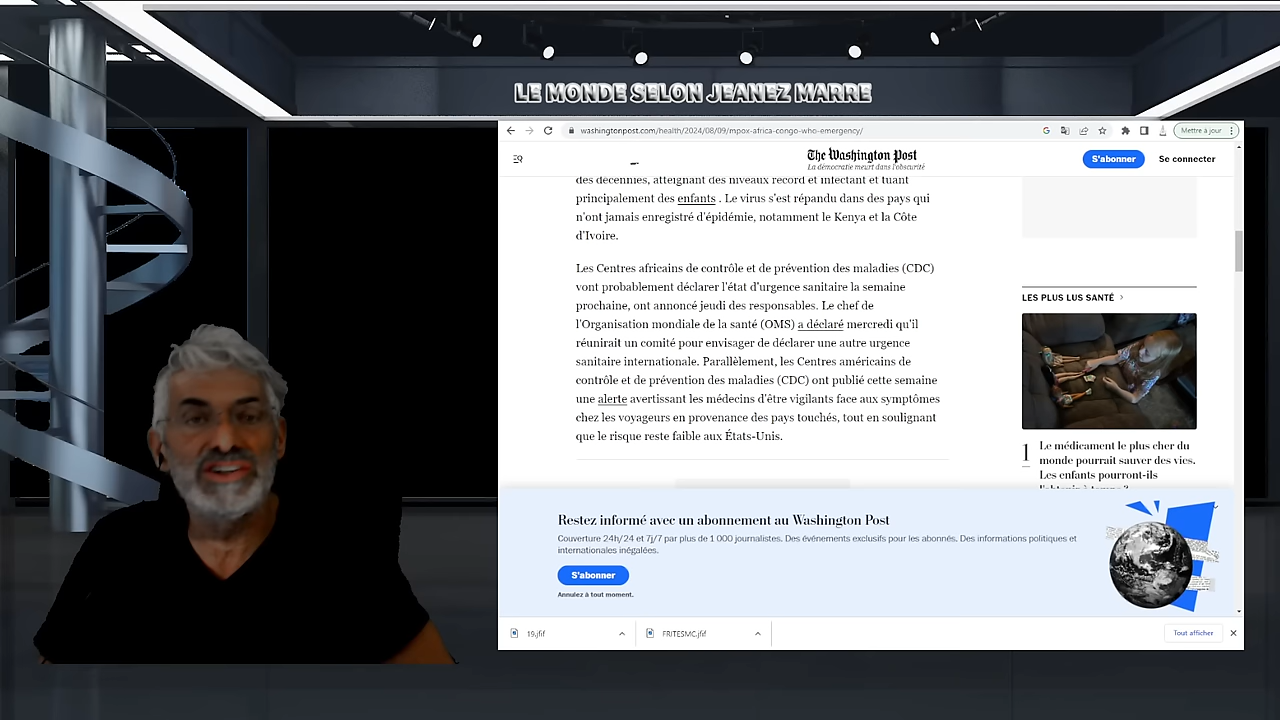 LE MONDE SELON JEANEZ MARRE
washingtonpost.com/health/2024/08/09/mpox-africa-congo-who-emergency/
Mettre à jour
The Washington Post
La démocratie meurt dans l'obscurité
S'abonner
Se connecter
des décennies, atteignant des niveaux record et infectant et tuant
principalement des enfants . Le virus s'est répandu dans des pays qui
n'ont jamais enregistré d'épidémie, notamment le Kenya et la Côte
d'Ivoire.
Les Centres africains de contrôle et de prévention des maladies (CDC)
vont probablement déclarer l'état d'urgence sanitaire la semaine
prochaine, ont annoncé jeudi des responsables. Le chef de
l'Organisation mondiale de la santé (OMS) a déclaré mercredi qu'il
réunirait un comité pour envisager de déclarer une autre urgence
sanitaire internationale. Parallèlement, les Centres américains de
contrôle et de prévention des maladies (CDC) ont publié cette semaine
une alerte avertissant les médecins d'être vigilants face aux symptômes
chez les voyageurs en provenance des pays touchés, tout en soulignant
que le risque reste faible aux États-Unis.
LES PLUS LUS SANTÉ
1
Le médicament le plus cher du
monde pourrait sauver des vies.
Les enfants pourront-ils
l'obtenir à temps ?
Restez informé avec un abonnement au Washington Post
Couverture 24h/24 et 7j/7 par plus de 1 000 journalistes. Des événements exclusifs pour les abonnés. Des informations politiques et
internationales inégalées.
S'abonner
Annulez à tout moment.
19.jfif
FRITESMC.jfif
Tout afficher